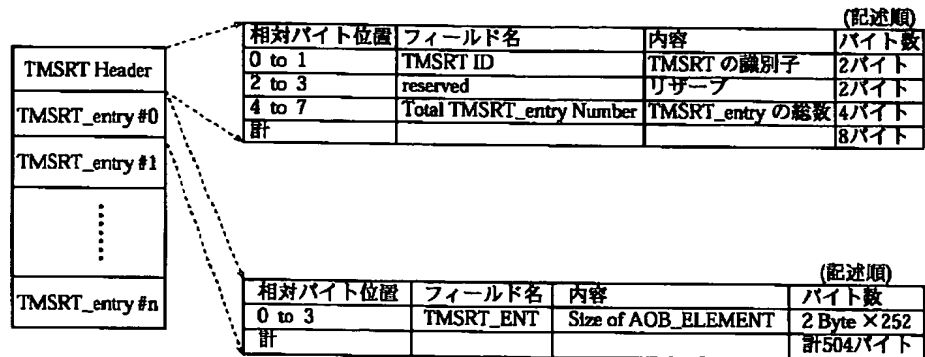 (記述順)
相対バイト位置 フィールド名 内容 バイト数
0 to 1 TMSRT ID TMSRT の識別子 2バイト
2 to 3 reserved リザーブ 2バイト
4 to 7 Total TMSRT_entry Number TMSRT_entry の総数 4バイト
計 8バイト
TMSRT Header
TMSRT_entry #0
TMSRT_entry #1
TMSRT_entry #n
(記述順)
相対バイト位置 フィールド名 内容 バイト数
0 to 3 TMSRT_ENT Size of AOB_ELEMENT 2 Byte ×252
計 計504バイト